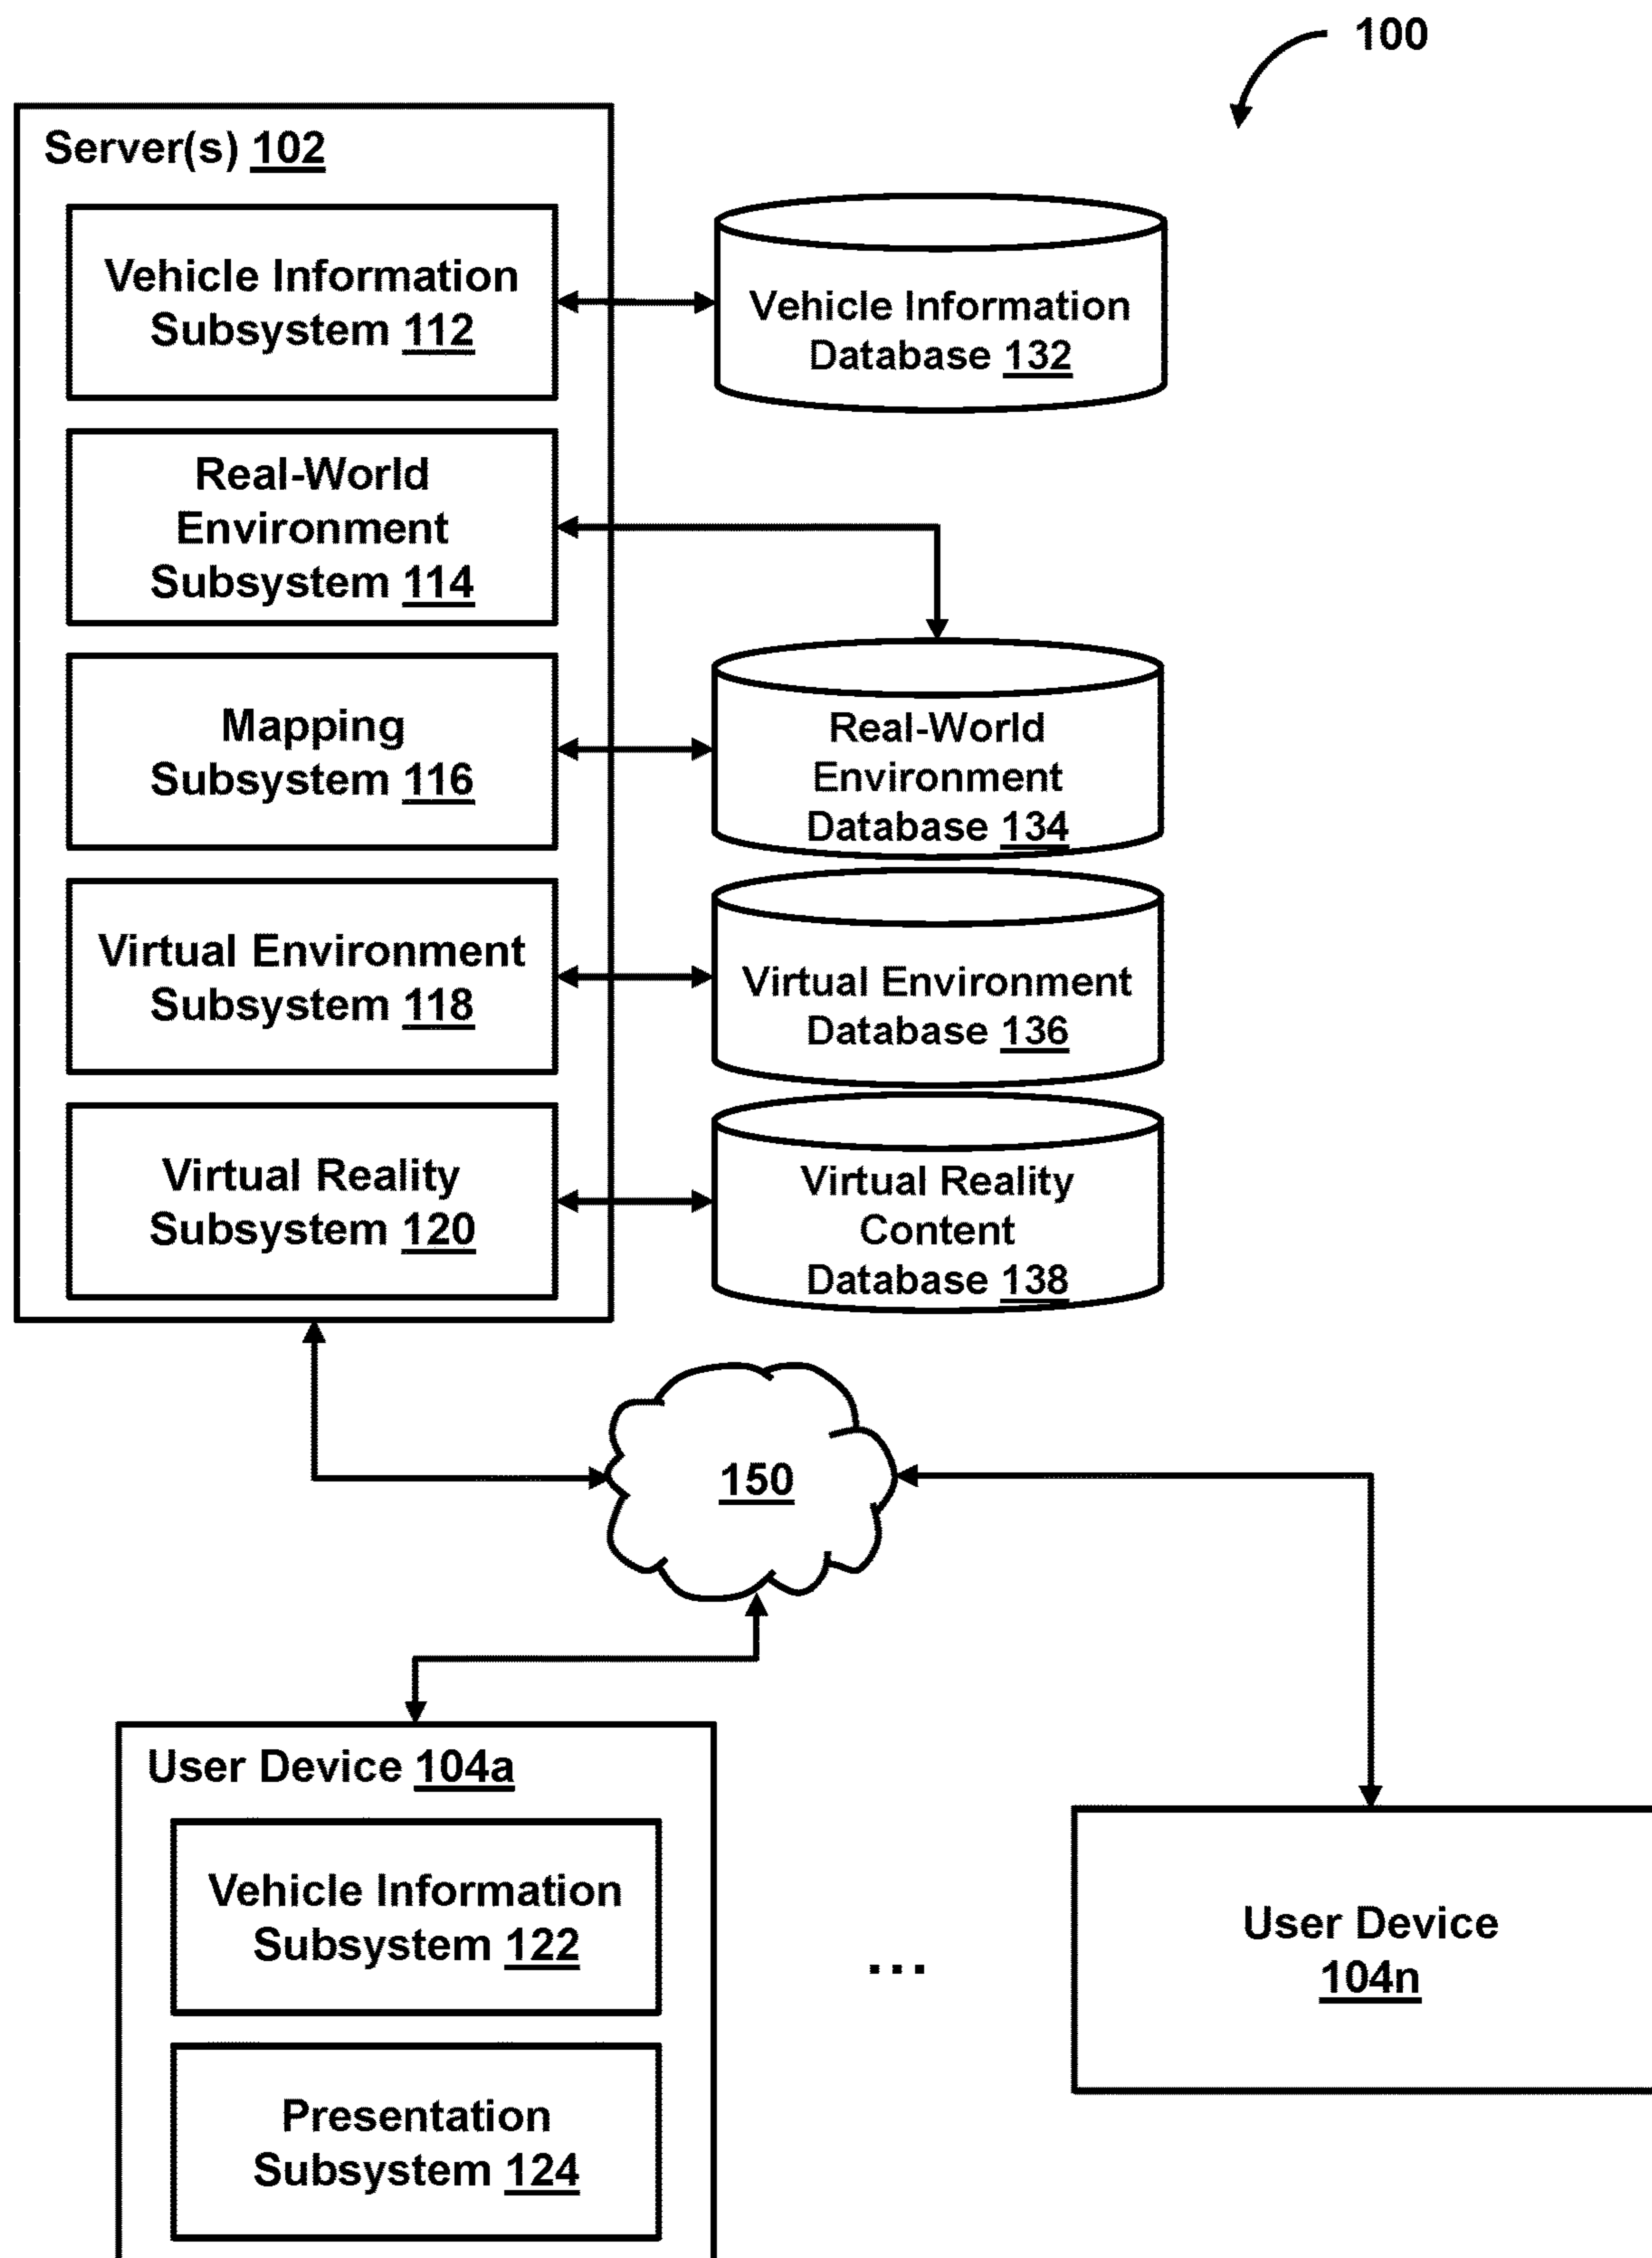 100
Server(s) 102
Vehicle Information
Subsystem 112
Vehicle Information
Database 132
Real-World
Environment
Subsystem 114
Mapping
Subsystem 116
Real-World
Environment
Database 134
Virtual Environment
Subsystem 118
Virtual Environment
Database 136
Virtual Reality
Subsystem 120
Virtual Reality
Content
Database 138
150
User Device 104a
Vehicle Information
Subsystem 122
Presentation
Subsystem 124
...
User Device
104n